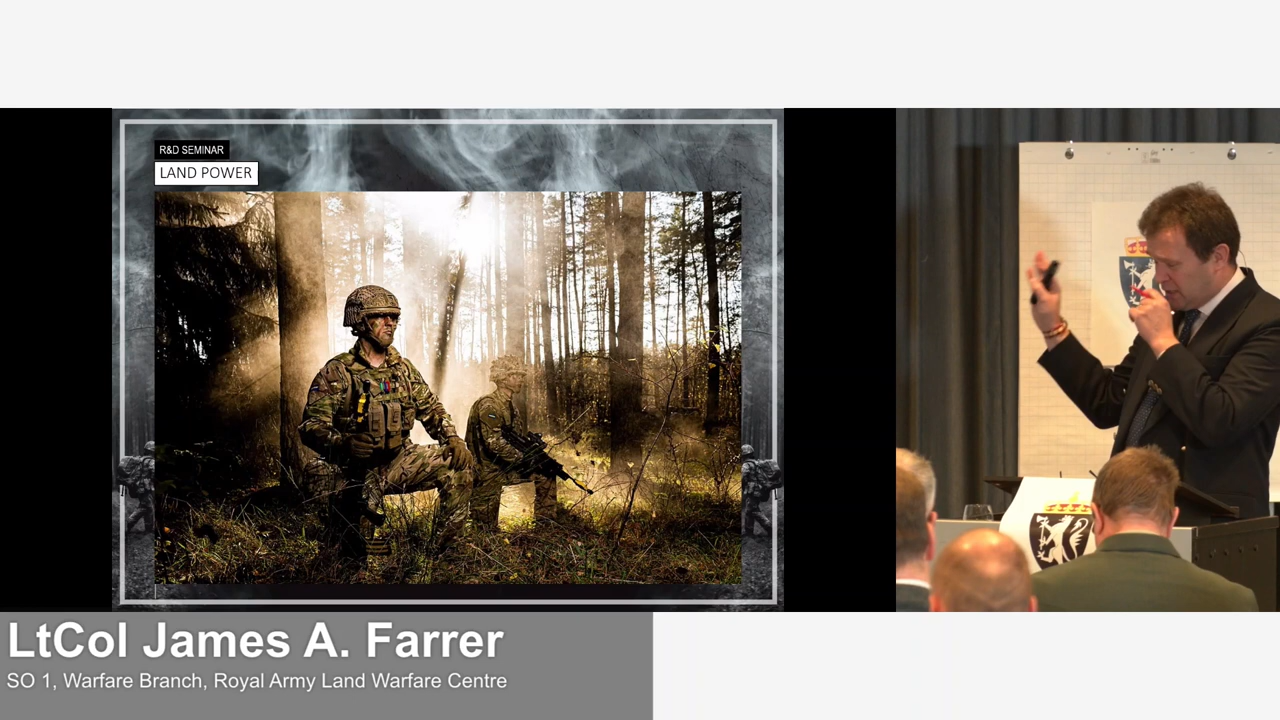 R&D SEMINAR
LAND POWER
LtCol James A. Farrer
SO 1, Warfare Branch, Royal Army Land Warfare Centre